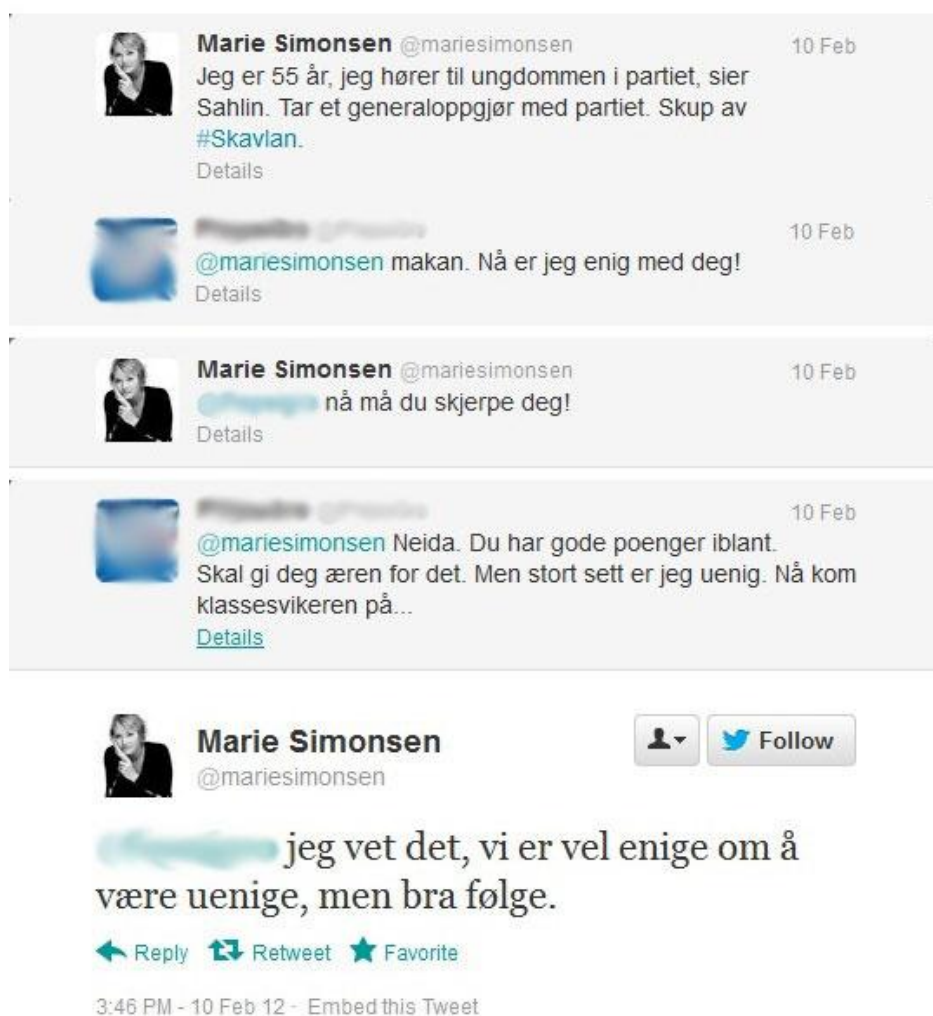 Marie Simonsen @mariesimonsen 10 Feb
Jeg er 55 år, jeg hører til ungdommen i partiet, sier
Sahlin. Tar et generaloppgjør med partiet. Skup av
#Skavlan.
Details
10 Feb
@mariesimonsen makan. Nå er jeg enig med deg!
Details
Marie Simonsen @mariesimonsen 10 Feb
nå må du skjerpe deg!
Details
10 Feb
@mariesimonsen Neida. Du har gode poenger iblant.
Skal gi deg æren for det. Men stort sett er jeg uenig. Nå kom
klassesvikeren på...
Details
Marie Simonsen Follow
@mariesimonsen
jeg vet det, vi er vel enige om å
være uenige, men bra følge.
Reply Retweet Favorite
3:46 PM - 10 Feb 12 - Embed this Tweet